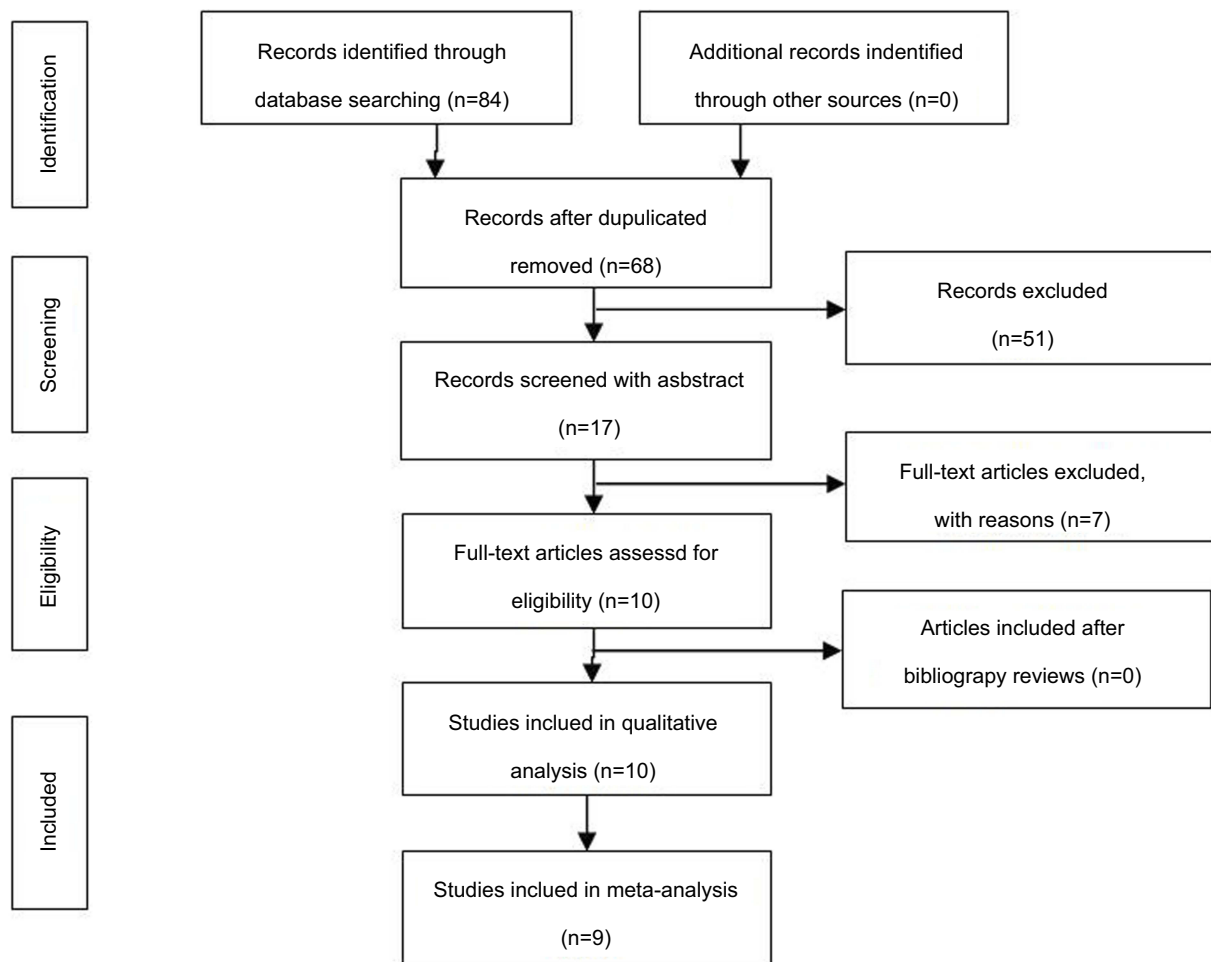 Identification
Records identified through
database searching (n=84)
Additional records indentified
through other sources (n=0)
Records after dupulicated
removed (n=68)
Screening
Records excluded
(n=51)
Records screened with asbstract
(n=17)
Eligibility
Full-text articles excluded,
with reasons (n=7)
Full-text articles assessd for
eligibility (n=10)
Articles included after
bibliograpy reviews (n=0)
Included
Studies inclued in qualitative
analysis (n=10)
Studies inclued in meta-analysis
(n=9)